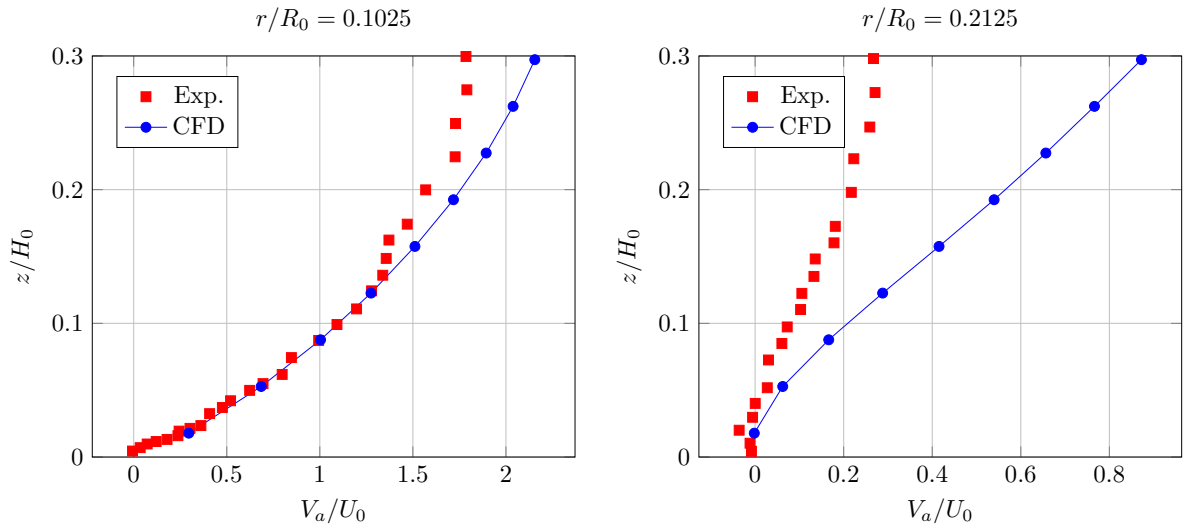 r/R₀ = 0.1025
0.3
0.2
0.1
0
z/H₀
Exp.
CFD
0 0.5 1 1.5 2
Vₐ/U₀
r/R₀ = 0.2125
0.3
0.2
0.1
0
z/H₀
Exp.
CFD
0 0.2 0.4 0.6 0.8
Vₐ/U₀